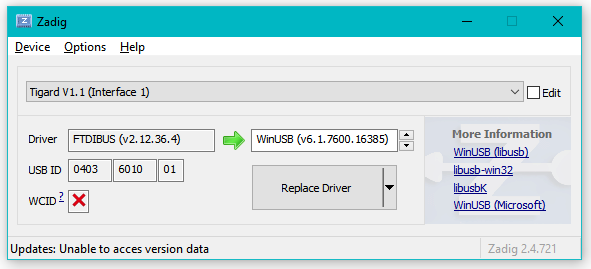 Zadig
Device Options Help
Tigard V1.1 (Interface 1)
Edit
Driver FTDIBUS (v2.12.36.4) WinUSB (v6.1.7600.16385)
More Information
WinUSB (libusb)
USB ID 0403 6010 01
libusb-win32
Replace Driver
libusbK
WCID ?
WinUSB (Microsoft)
Updates: Unable to acces version data
Zadig 2.4.721